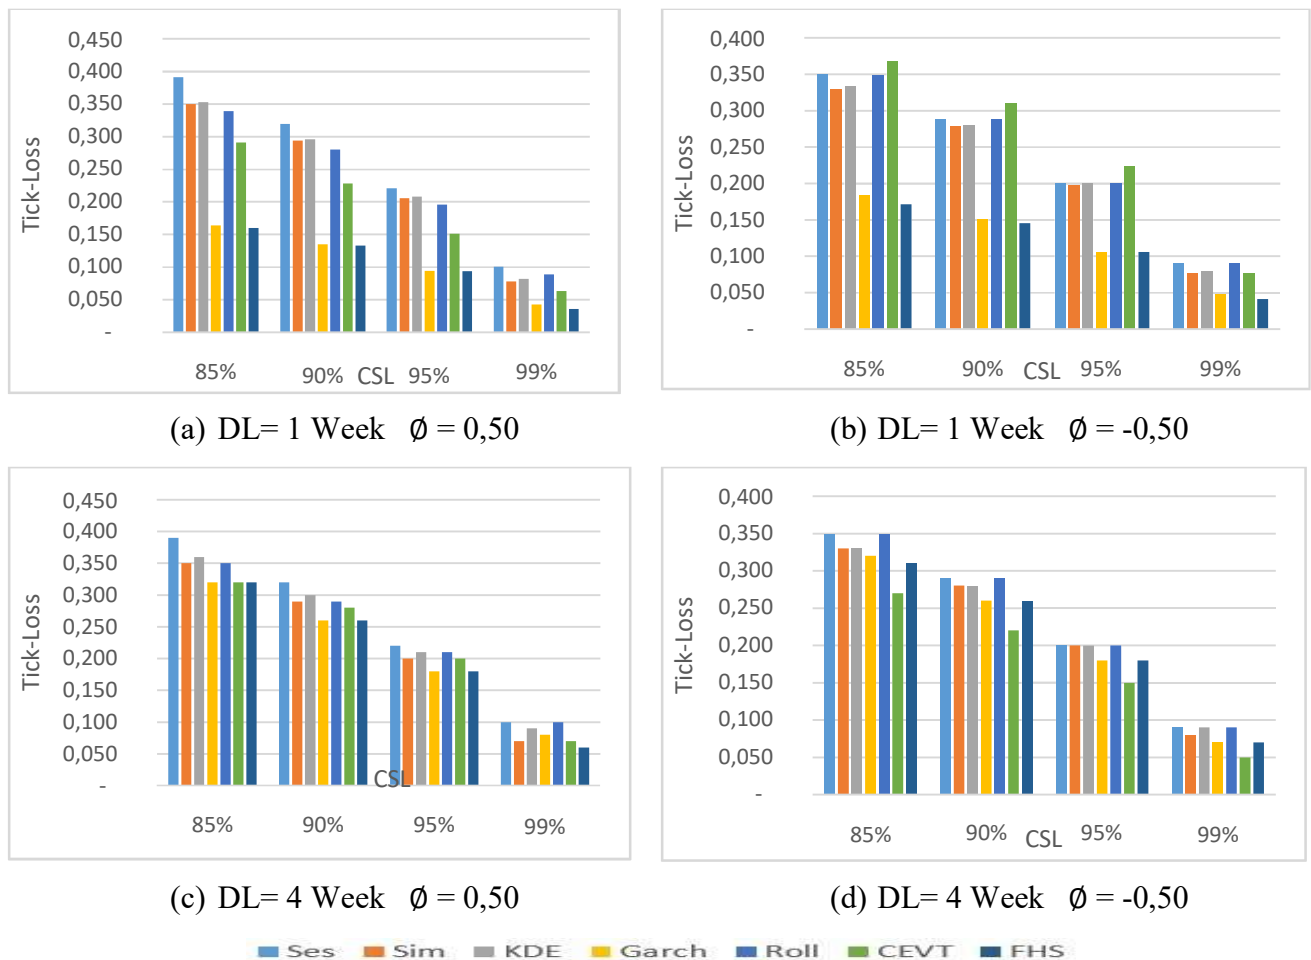 0,450
0,400
0,350
0,300
0,250
0,200
0,150
0,100
0,050
-
Tick-Loss
85% 90% CSL 95% 99%
(a) DL= 1 Week ∅ = 0,50
0,400
0,350
0,300
0,250
0,200
0,150
0,100
0,050
-
Tick-Loss
85% 90% CSL 95% 99%
(b) DL= 1 Week ∅ = -0,50
0,450
0,400
0,350
0,300
0,250
0,200
0,150
0,100
0,050
-
Tick-Loss
CSL
85% 90% 95% 99%
(c) DL= 4 Week ∅ = 0,50
0,400
0,350
0,300
0,250
0,200
0,150
0,100
0,050
-
Tick-Loss
85% 90% CSL 95% 99%
(d) DL= 4 Week ∅ = -0,50
Ses Sim KDE Garch Roll CEVT FHS